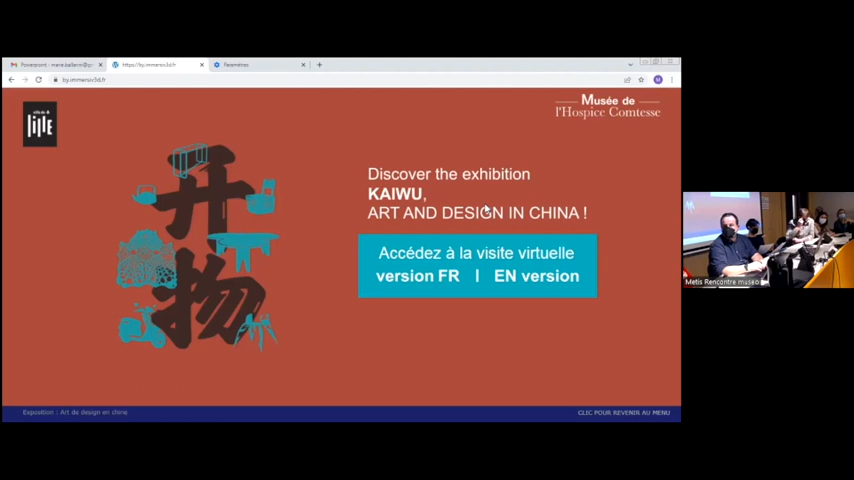 Powerpoint - marie.ballarini@y
https://by.immersiv3d.fr
Paramètres
by.immersiv3d.fr
ville de
lille
Musée de
l'Hospice Comtesse
开物
Discover the exhibition
KAIWU,
ART AND DESIGN IN CHINA !
Accédez à la visite virtuelle
version FR | EN version
Metis Rencontre museo
Exposition : Art de design en chine
CLIC POUR REVENIR AU MENU